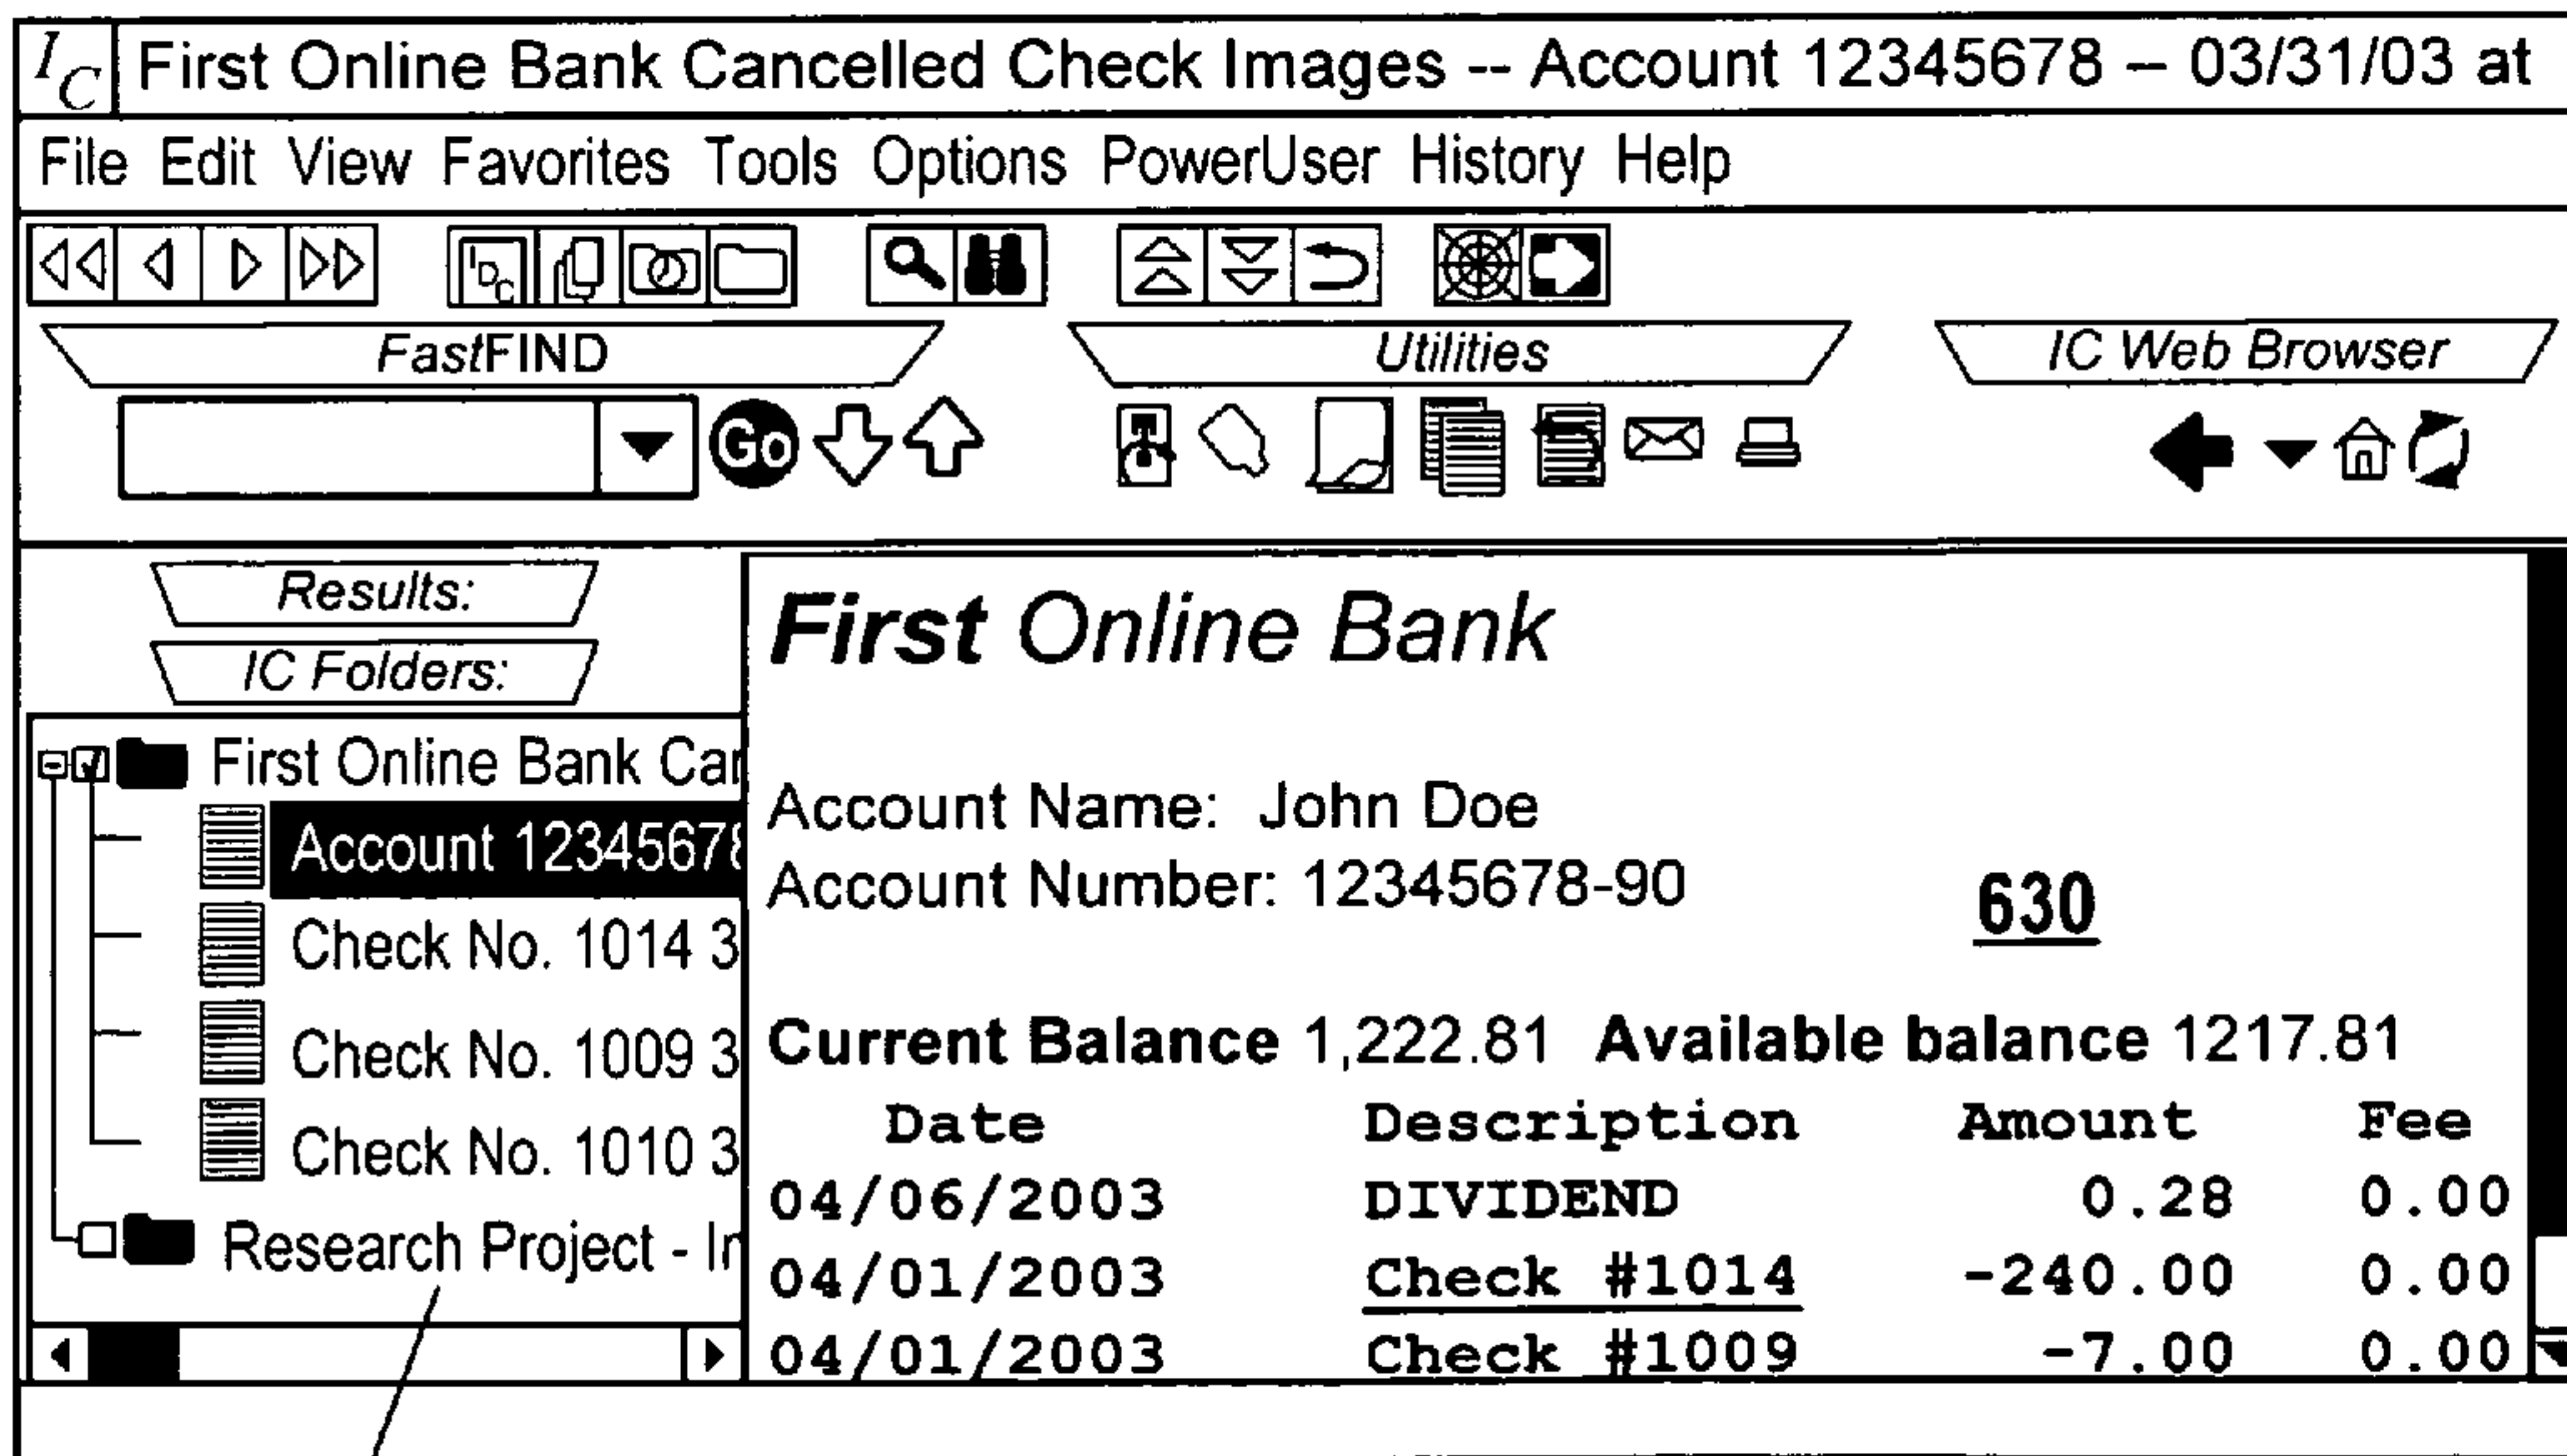 IC First Online Bank Cancelled Check Images -- Account 12345678 – 03/31/03 at
File Edit View Favorites Tools Options PowerUser History Help
IDC
FastFIND Utilities IC Web Browser
Go
Results:
IC Folders:
First Online Bank Can
Account 12345678
Check No. 1014 3
Check No. 1009 3
Check No. 1010 3
Research Project - In
First Online Bank
Account Name: John Doe
Account Number: 12345678-90
630
Current Balance 1,222.81 Available balance 1217.81
Date Description Amount Fee
04/06/2003 DIVIDEND 0.28 0.00
04/01/2003 Check #1014 -240.00 0.00
04/01/2003 Check #1009 -7.00 0.00